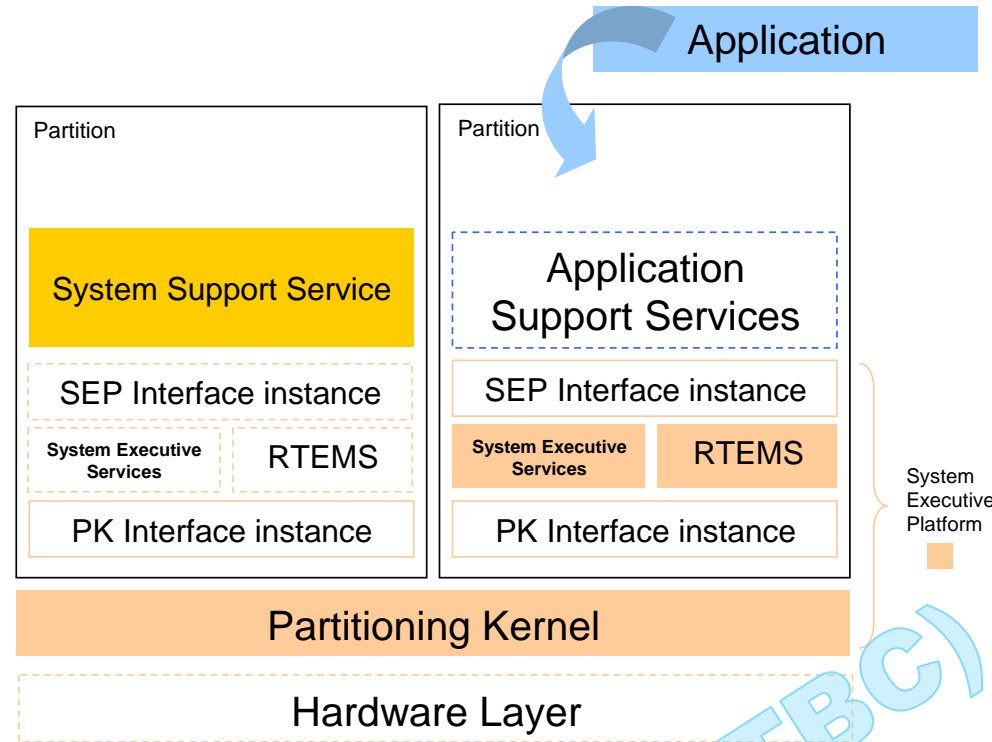 Application
Partition
System Support Service
SEP Interface instance
System Executive
Services
RTEMS
PK Interface instance
Partition
Application
Support Services
SEP Interface instance
System Executive
Services
RTEMS
PK Interface instance
System
Executive
Platform
Partitioning Kernel
Hardware Layer
TBC)